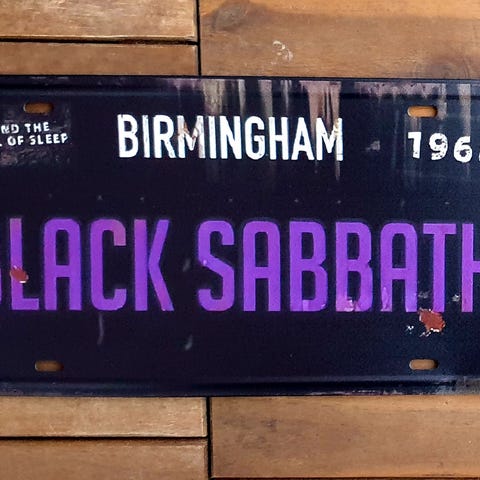 ND THE
L OF SLEEP
BIRMINGHAM
196
BLACK SABBATH